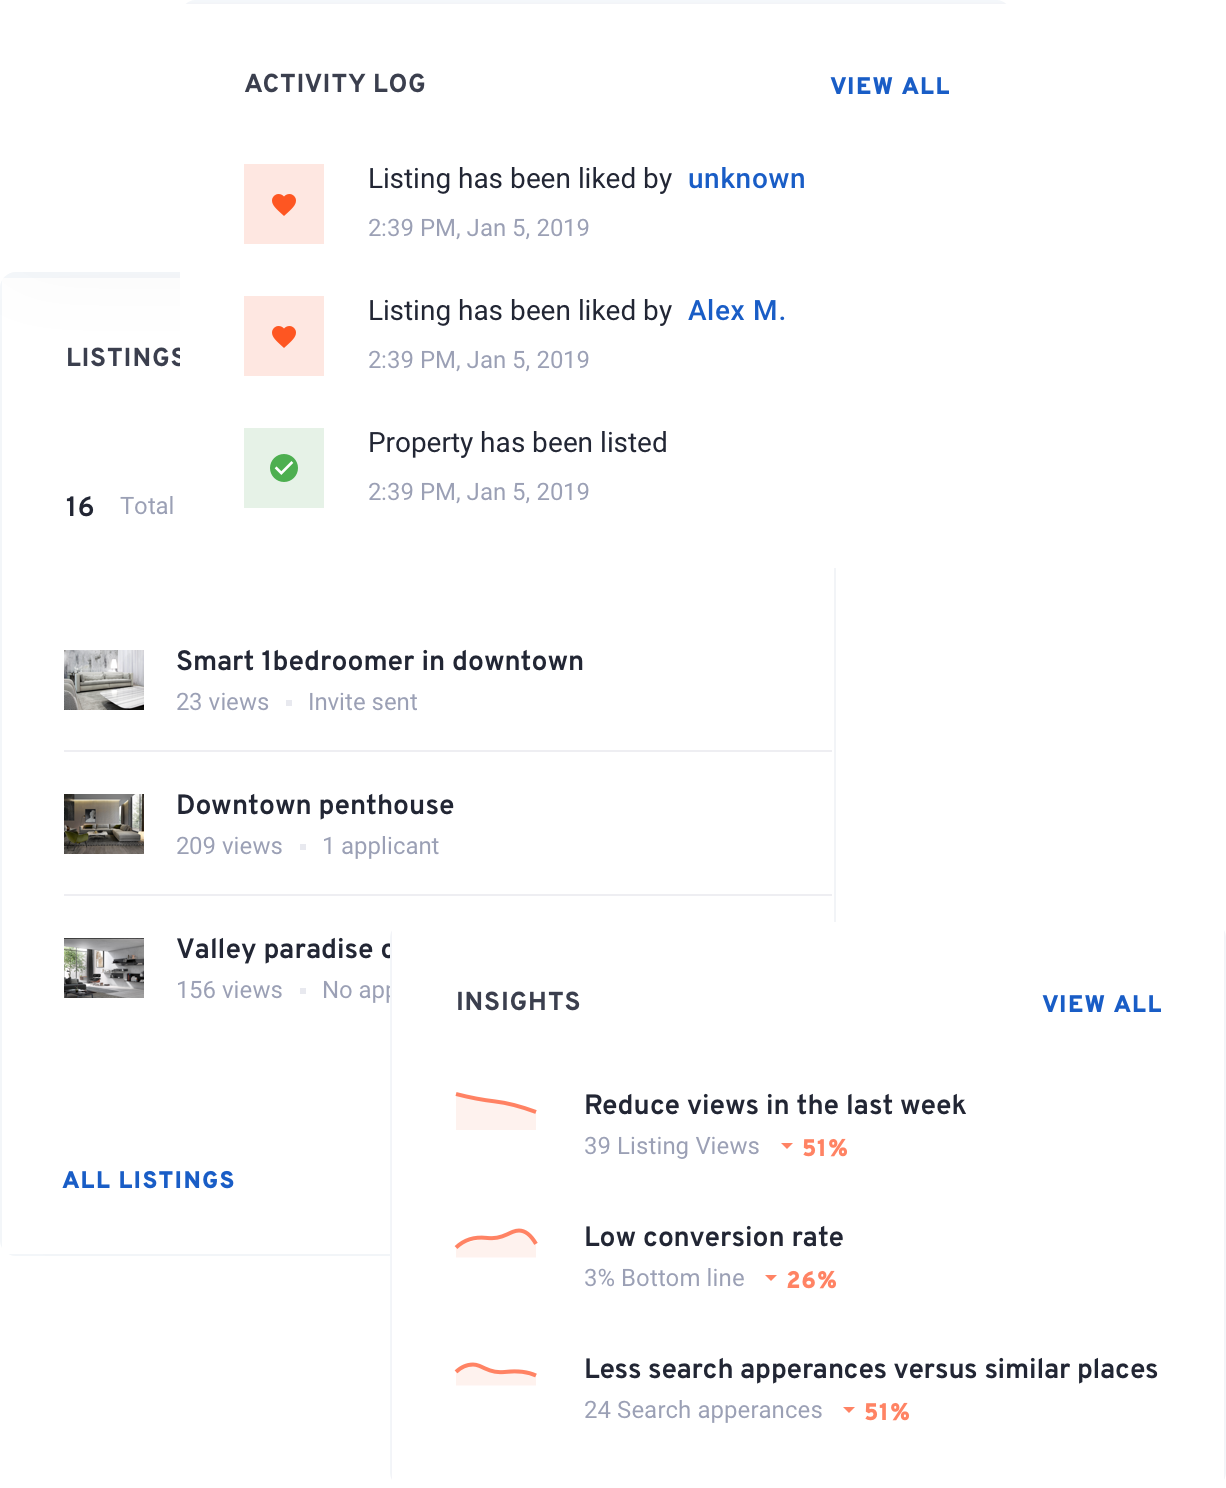 ACTIVITY LOG
VIEW ALL
Listing has been liked by unknown
2:39 PM, Jan 5, 2019
Listing has been liked by Alex M.
2:39 PM, Jan 5, 2019
Property has been listed
2:39 PM, Jan 5, 2019
LISTINGS
16 Total
Smart 1bedroomer in downtown
23 views Invite sent
Downtown penthouse
209 views 1 applicant
Valley paradise
156 views No
ALL LISTINGS
INSIGHTS
VIEW ALL
Reduce views in the last week
39 Listing Views 51%
Low conversion rate
3% Bottom line 26%
Less search apperances versus similar places
24 Search apperances 51%